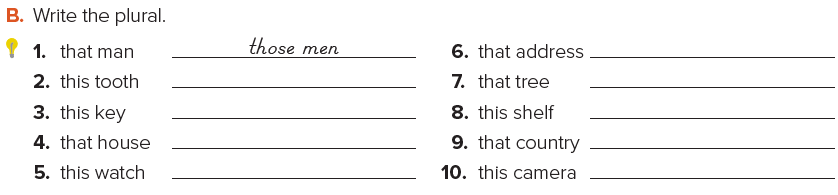 B. Write the plural.
1. that man those men
2. this tooth
3. this key
4. that house
5. this watch
6. that address
7. that tree
8. this shelf
9. that country
10. this camera